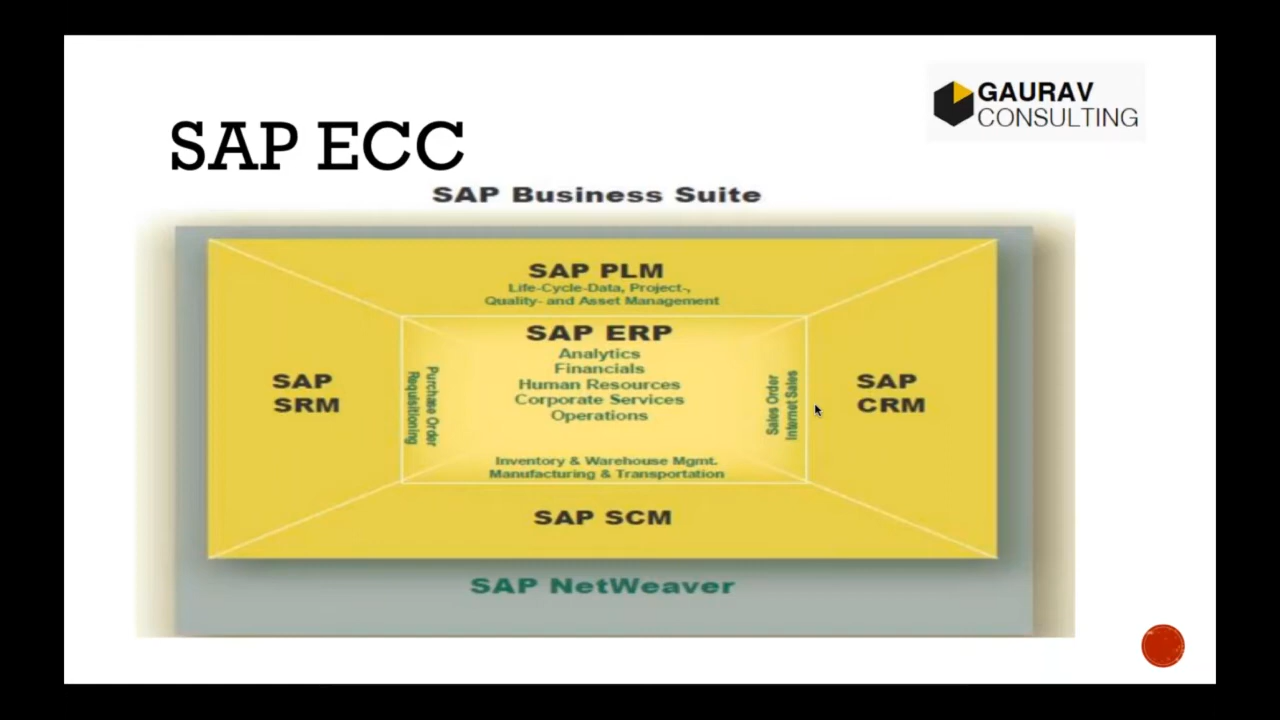 GAURAV
CONSULTING
SAP ECC
SAP Business Suite
SAP PLM
Life-Cycle-Data, Project-,
Quality- and Asset Management
SAP ERP
Analytics
Financials
Human Resources
Corporate Services
Operations
SAP
SRM
Purchase Order
Requisitioning
Sales Order
Internet Sales
SAP
CRM
Inventory & Warehouse Mgmt.
Manufacturing & Transportation
SAP SCM
SAP NetWeaver